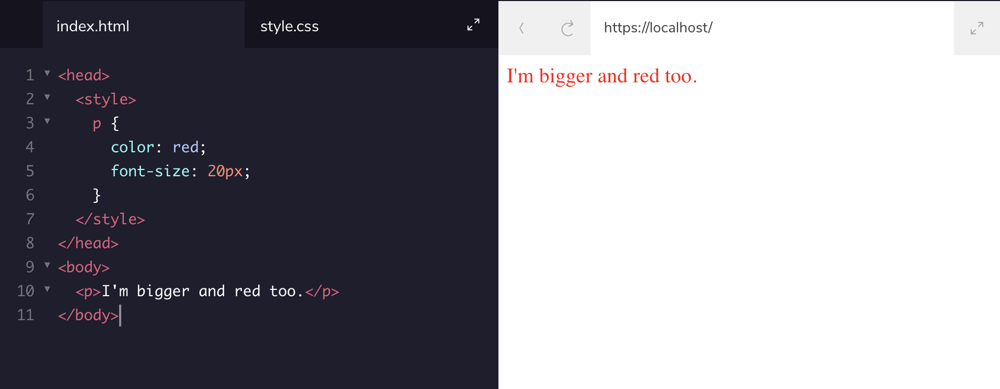 index.html
style.css
1 <head>
2 <style>
3 p {
4 color: red;
5 font-size: 20px;
6 }
7 </style>
8 </head>
9 <body>
10 <p>I'm bigger and red too.</p>
11 </body>
https://localhost/
I'm bigger and red too.